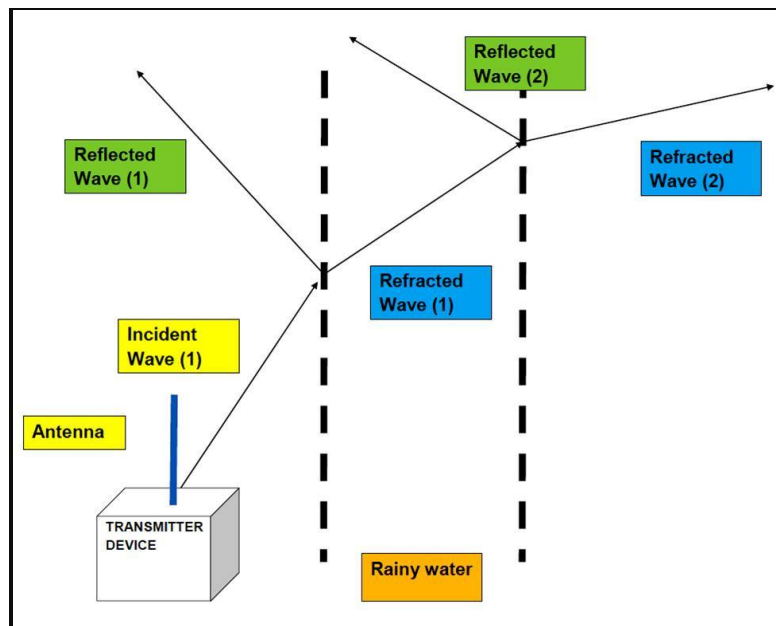 Reflected
Wave (2)
Reflected
Wave (1)
Refracted
Wave (2)
Refracted
Wave (1)
Incident
Wave (1)
Antenna
TRANSMITTER
DEVICE
Rainy water